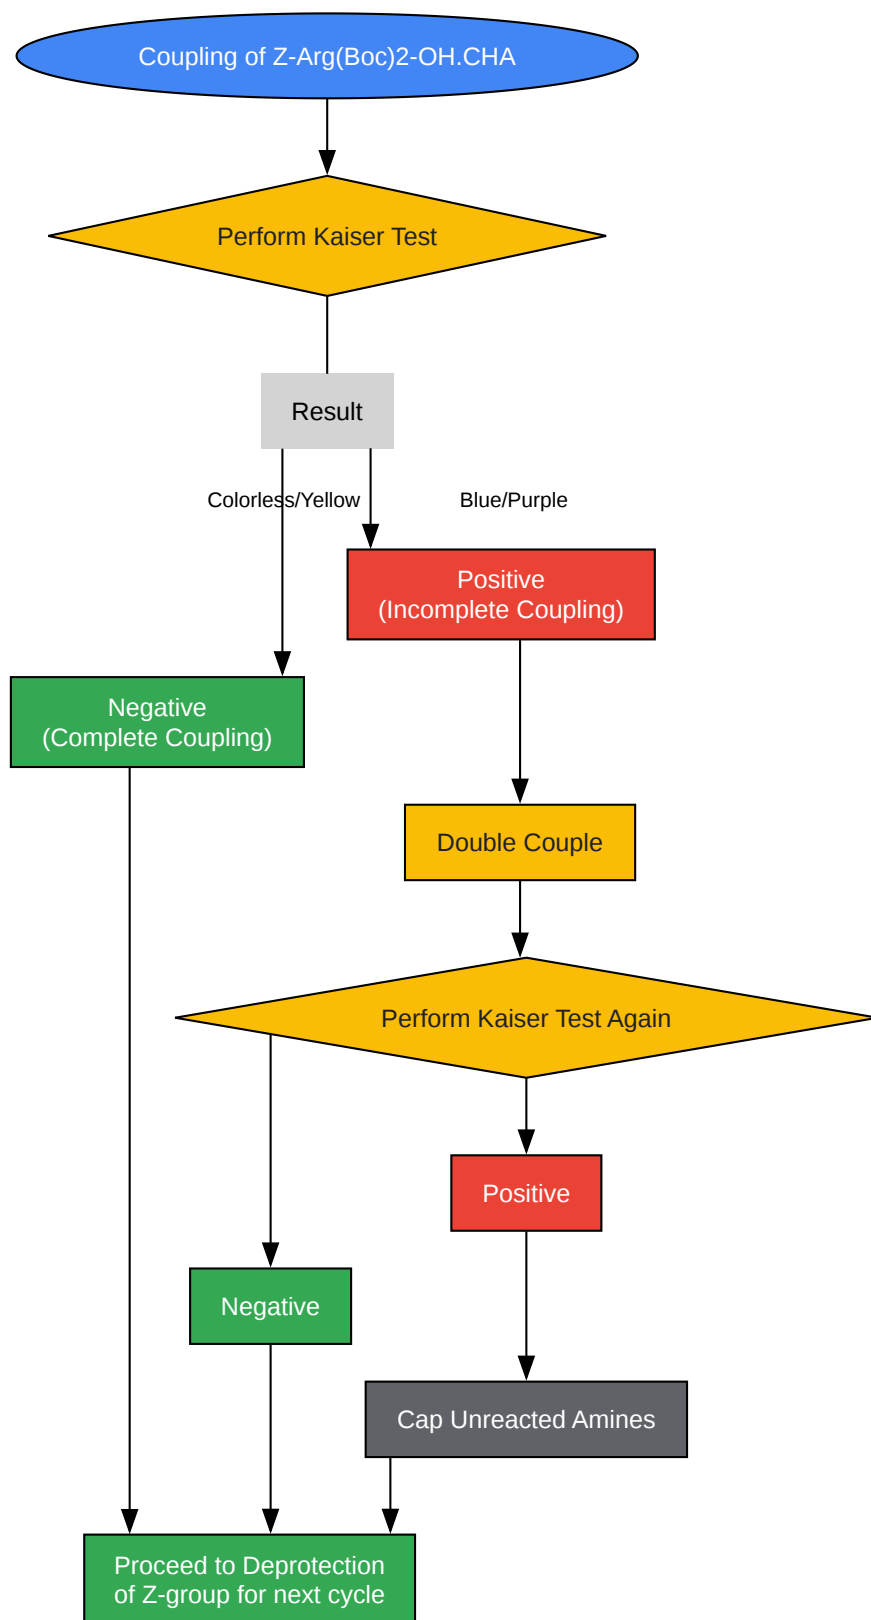 Coupling of Z-Arg(Boc)2-OH.CHA
Perform Kaiser Test
Result
Colorless/Yellow
Blue/Purple
Positive
(Incomplete Coupling)
Negative
(Complete Coupling)
Double Couple
Perform Kaiser Test Again
Positive
Negative
Cap Unreacted Amines
Proceed to Deprotection
of Z-group for next cycle